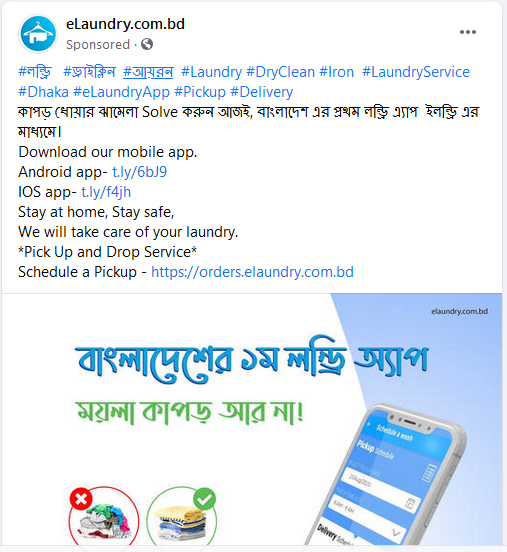 eLaundry.com.bd
Sponsored ·
#লন্ড্রি #ড্রাইক্লিন #আয়রন #Laundry #DryClean #Iron #LaundryService
#Dhaka #eLaundryApp #Pickup #Delivery
কাপড় ধোয়ার ঝামেলা Solve করুন আজই, বাংলাদেশ এর প্রথম লন্ড্রি এ্যাপ ইলন্ড্রি এর
মাধ্যমে।
Download our mobile app.
Android app- t.ly/6bJ9
IOS app- t.ly/f4jh
Stay at home, Stay safe,
We will take care of your laundry.
*Pick Up and Drop Service*
Schedule a Pickup - https://orders.elaundry.com.bd
elaundry.com.bd
বাংলাদেশের ১ম লন্ড্রি অ্যাপ
ময়লা কাপড় আর না!
Schedule a wash
Pickup Schedule
Delivery